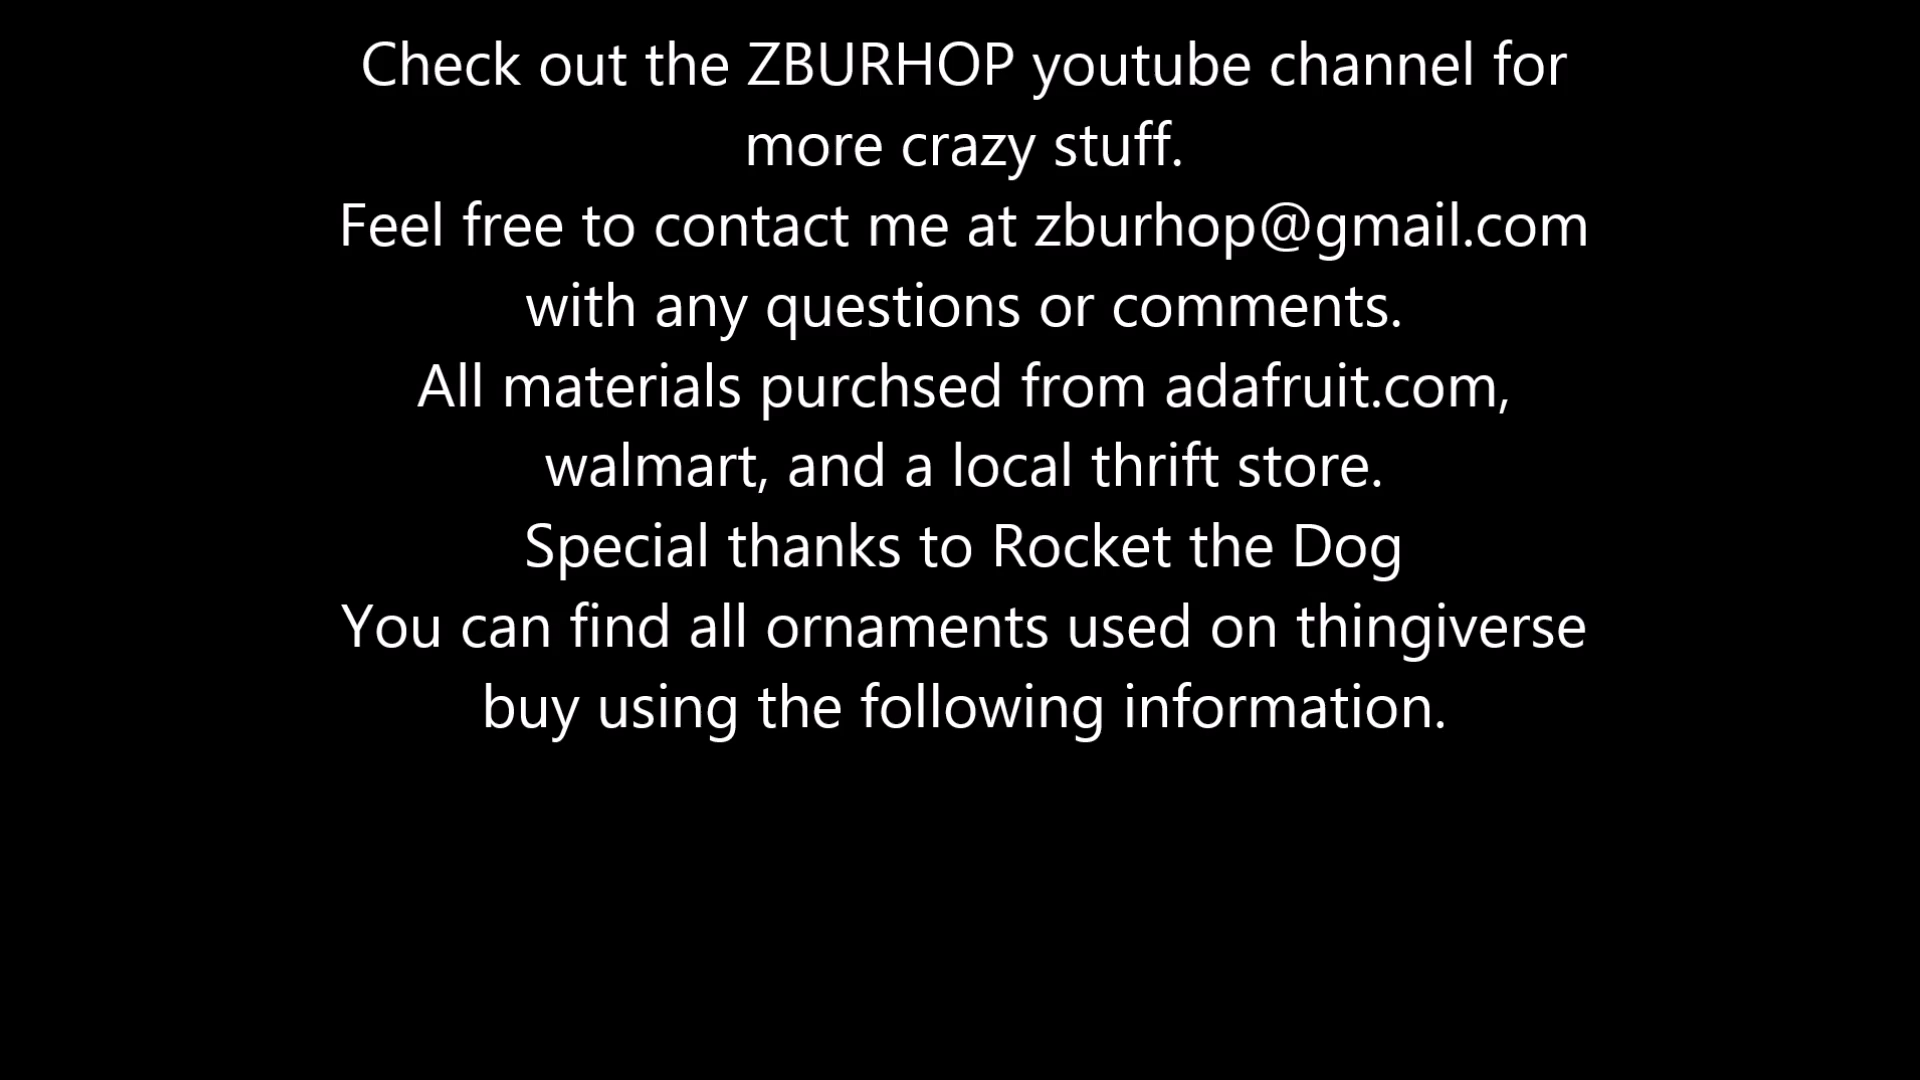 Check out the ZBURHOP youtube channel for
more crazy stuff.
Feel free to contact me at zburhop@gmail.com
with any questions or comments.
All materials purchsed from adafruit.com,
walmart, and a local thrift store.
Special thanks to Rocket the Dog
You can find all ornaments used on thingiverse
buy using the following information.